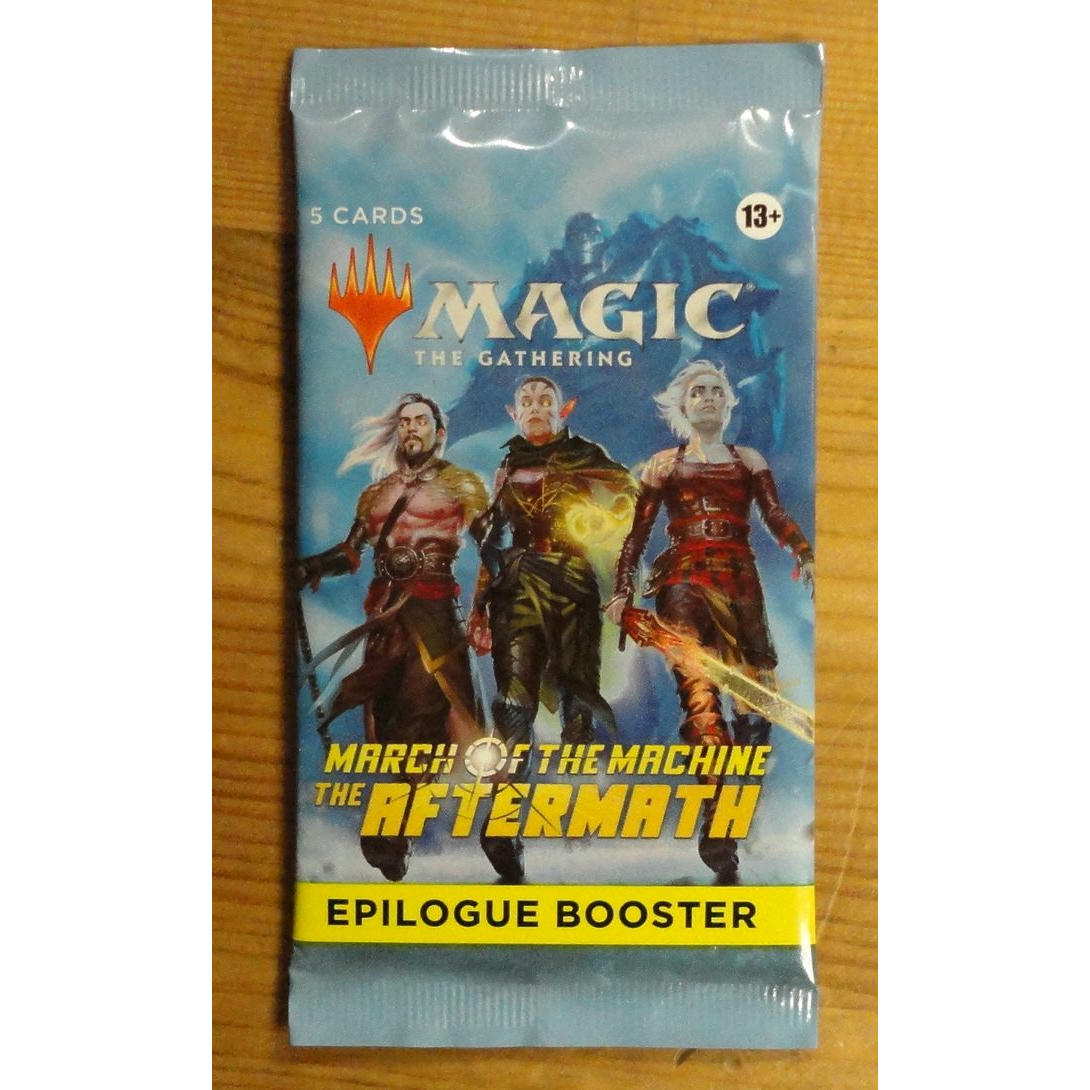 5 CARDS
13+
MAGIC®
THE GATHERING
MARCH OF THE MACHINE
THE AFTERMATH
EPILOGUE BOOSTER